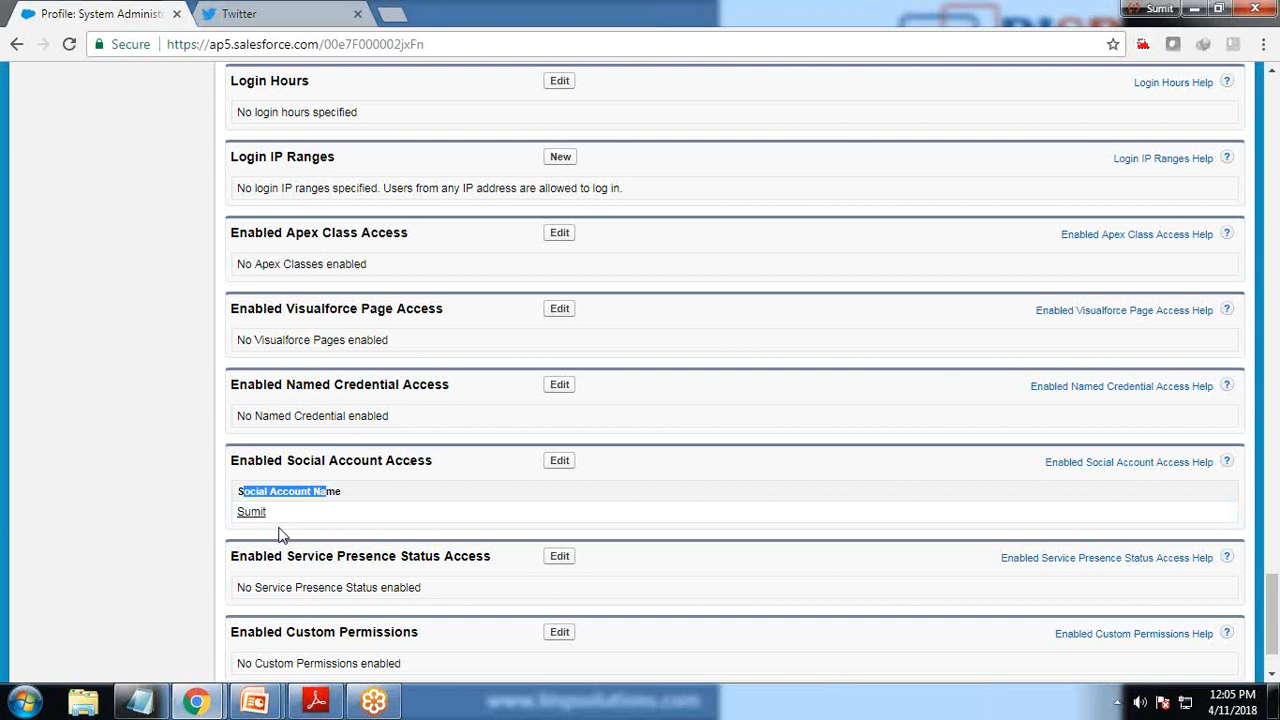 Profile: System Administ
Twitter
Sumit
Secure
https://ap5.salesforce.com/00e7F000002jxFn
Login Hours
Edit
Login Hours Help ?
No login hours specified
Login IP Ranges
New
Login IP Ranges Help ?
No login IP ranges specified. Users from any IP address are allowed to log in.
Enabled Apex Class Access
Edit
Enabled Apex Class Access Help ?
No Apex Classes enabled
Enabled Visualforce Page Access
Edit
Enabled Visualforce Page Access Help ?
No Visualforce Pages enabled
Enabled Named Credential Access
Edit
Enabled Named Credential Access Help ?
No Named Credential enabled
Enabled Social Account Access
Edit
Enabled Social Account Access Help ?
Social Account Name
Sumit
Enabled Service Presence Status Access
Edit
Enabled Service Presence Status Access Help ?
No Service Presence Status enabled
Enabled Custom Permissions
Edit
Enabled Custom Permissions Help ?
No Custom Permissions enabled
12:05 PM
4/11/2018